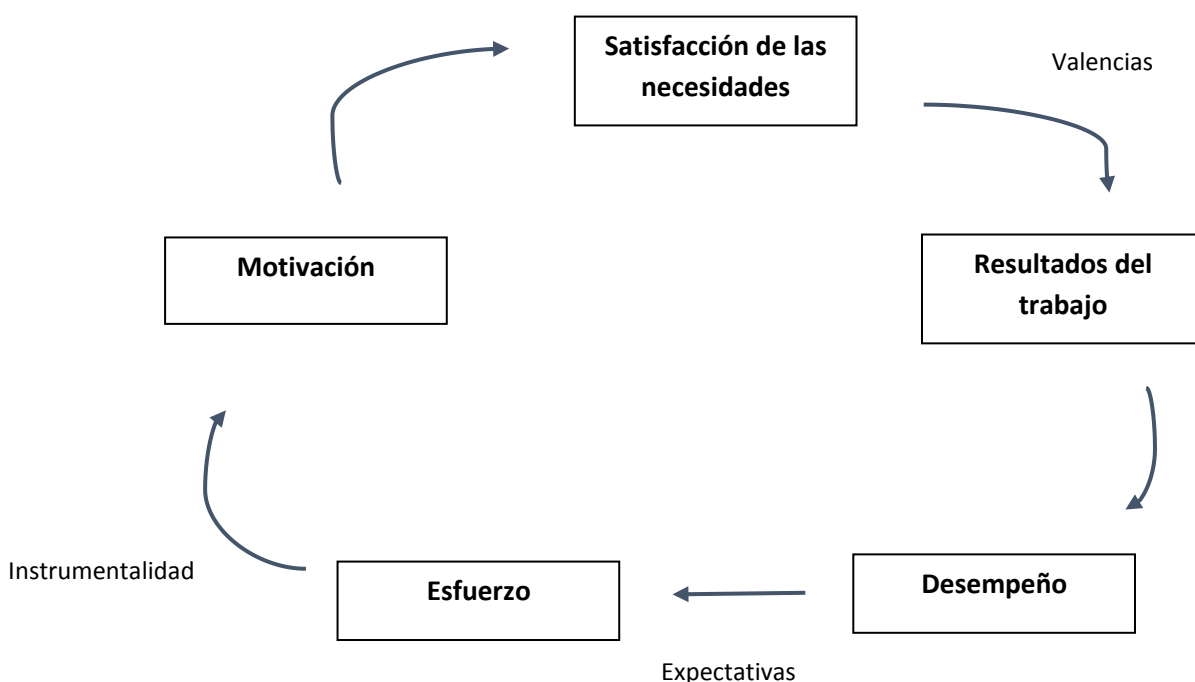 Satisfacción de las
necesidades
Valencias
Motivación
Resultados del
trabajo
Instrumentalidad
Esfuerzo
Desempeño
Expectativas